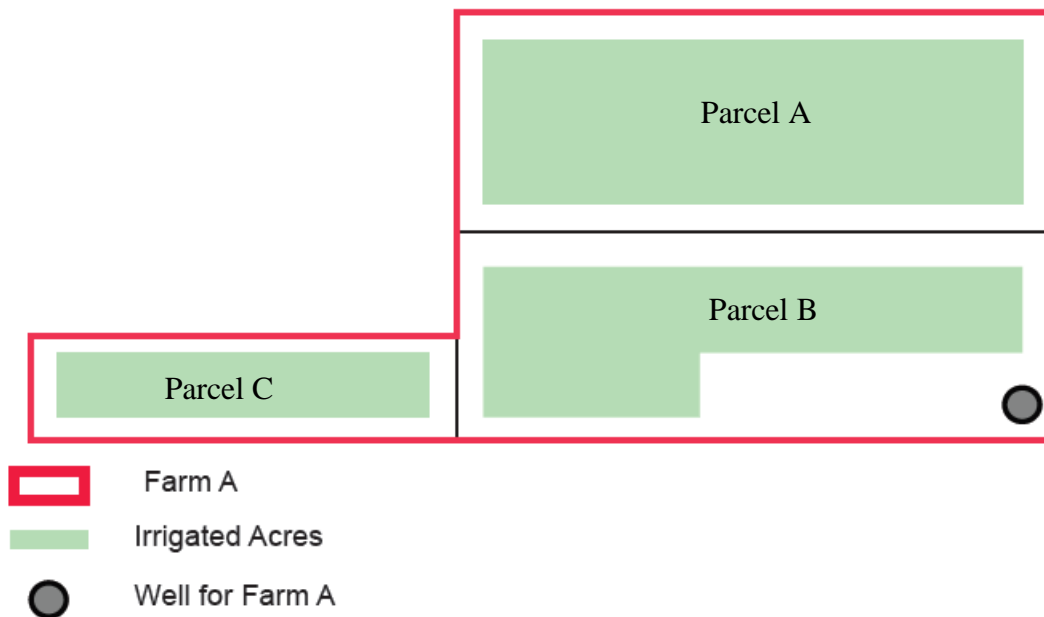 Parcel A
Parcel B
Parcel C
Farm A
Irrigated Acres
Well for Farm A